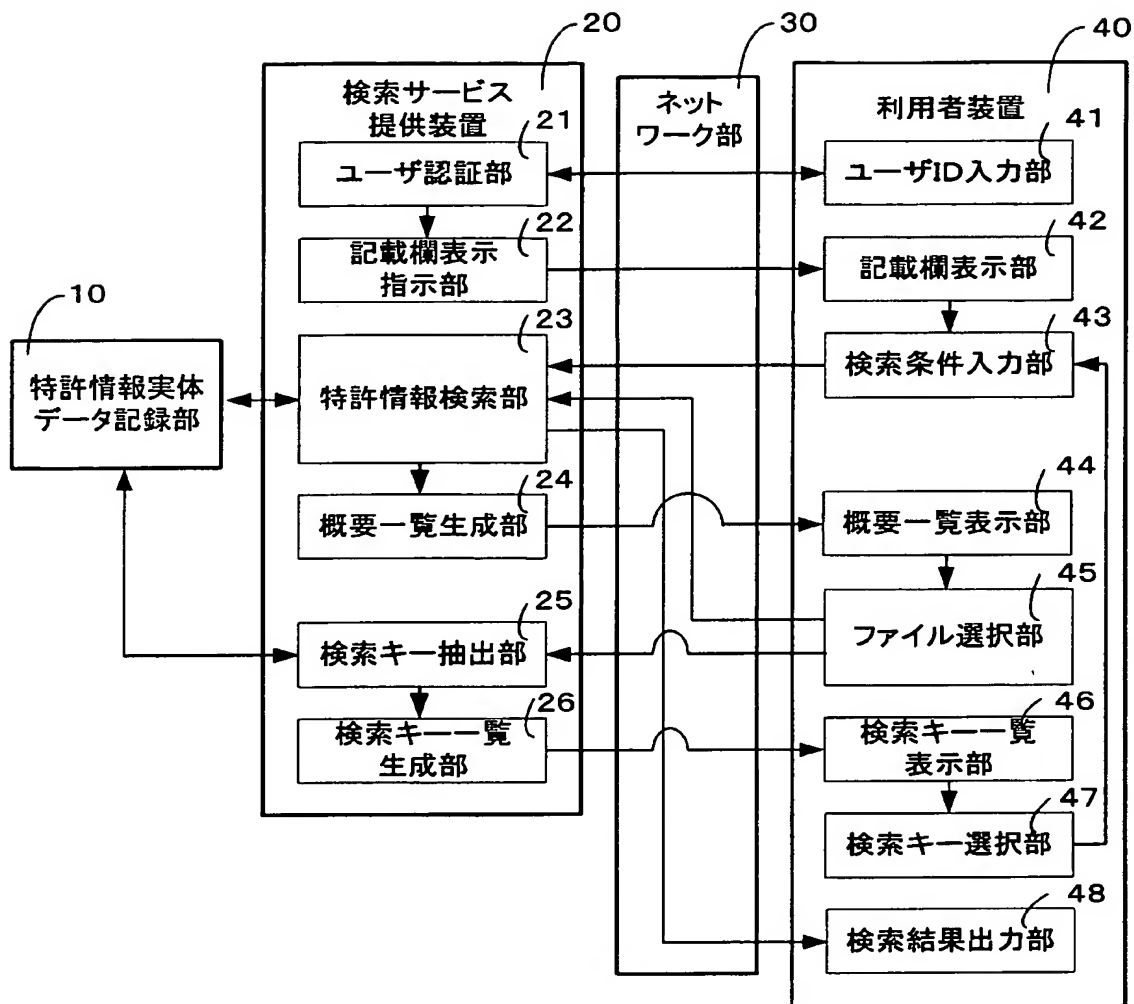 20
30
40
検索サービス
提供装置
ネット
ワーク部
利用者装置
21
41
ユーザ認証部
ユーザID入力部
22
42
記載欄表示
指示部
記載欄表示部
10
23
43
特許情報実体
データ記録部
特許情報検索部
検索条件入力部
24
44
概要一覧生成部
概要一覧表示部
25
45
検索キー抽出部
ファイル選択部
26
46
検索キー一覧
生成部
検索キー一覧
表示部
47
検索キー選択部
48
検索結果出力部